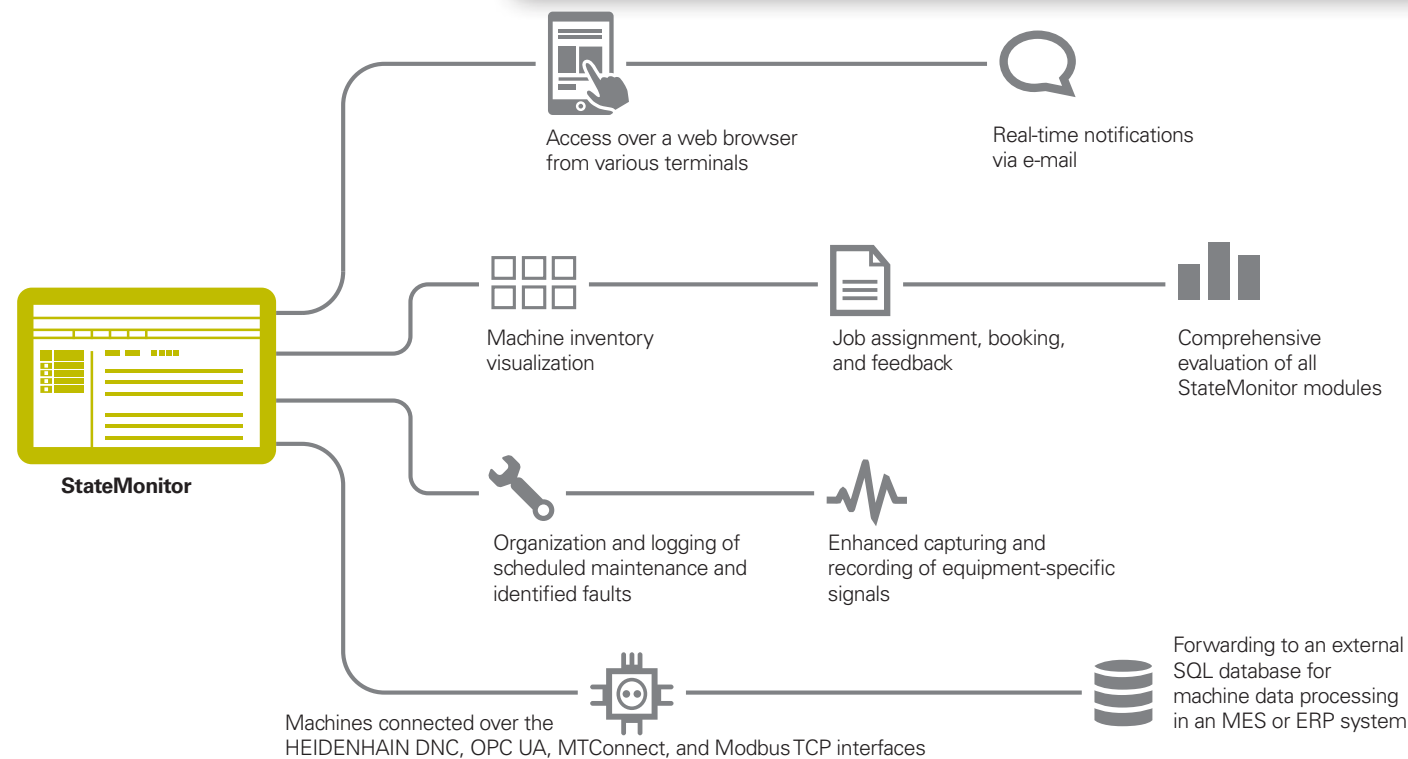 Access over a web browser
from various terminals
Real-time notifications
via e-mail
Machine inventory
visualization
Job assignment, booking,
and feedback
Comprehensive
evaluation of all
StateMonitor modules
StateMonitor
Organization and logging of
scheduled maintenance and
identified faults
Enhanced capturing and
recording of equipment-specific
signals
Machines connected over the
HEIDENHAIN DNC, OPC UA, MTConnect, and Modbus TCP interfaces
Forwarding to an external
SQL database for
machine data processing
in an MES or ERP system